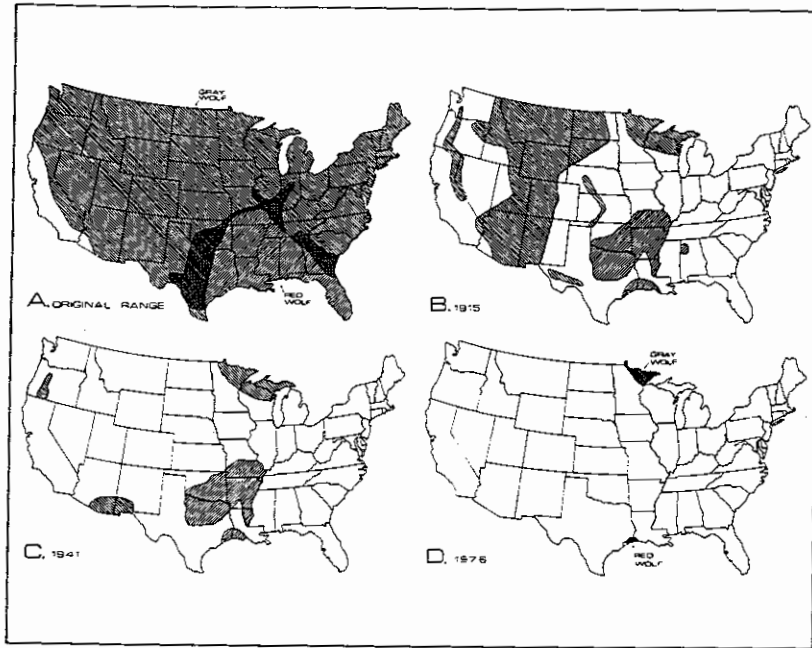 GRAY
WOLF
A. ORIGINAL RANGE
RED
WOLF
B. 1915
C. 1941
GRAY
WOLF
D. 1976
RED
WOLF